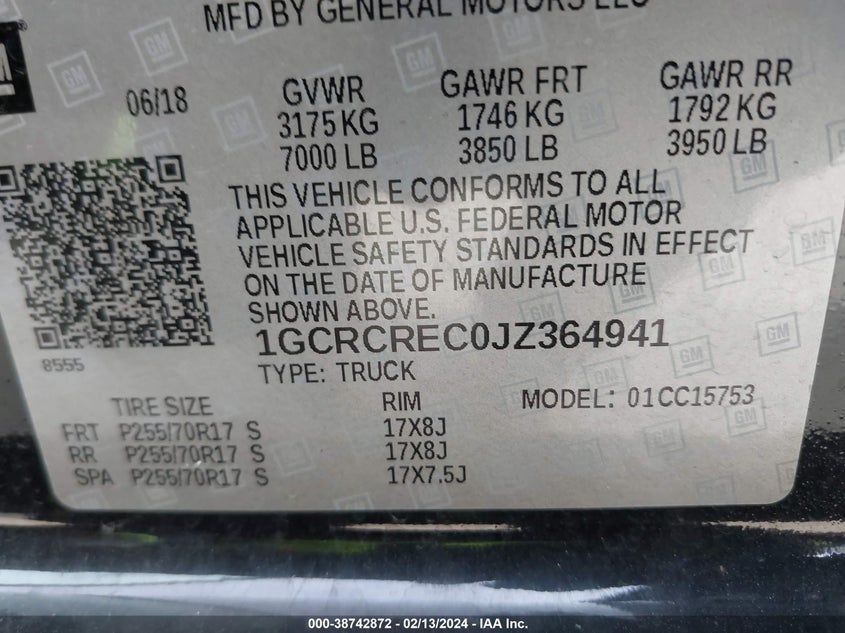 MFD BY GENERAL MOTORS LLC
GM
06/18
GVWR GAWR FRT GAWR RR
3175 KG 1746 KG 1792 KG
7000 LB 3850 LB 3950 LB
THIS VEHICLE CONFORMS TO ALL
APPLICABLE U.S. FEDERAL MOTOR
VEHICLE SAFETY STANDARDS IN EFFECT
ON THE DATE OF MANUFACTURE
SHOWN ABOVE.
1GCRCREC0JZ364941
8555
TYPE: TRUCK
TIRE SIZE RIM MODEL: 01CC15753
FRT P255/70R17 S 17X8J
RR P255/70R17 S 17X8J
SPA P255/70R17 S 17X7.5J
000-38742872 - 02/13/2024 - IAA Inc.